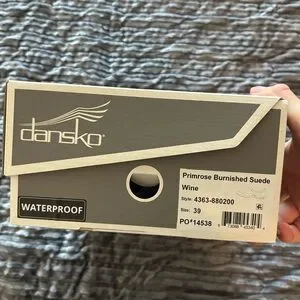 dansko®
Primrose Burnished Suede
Wine
Style: 4363-880200
Size: 39
PO*14538
WATERPROOF